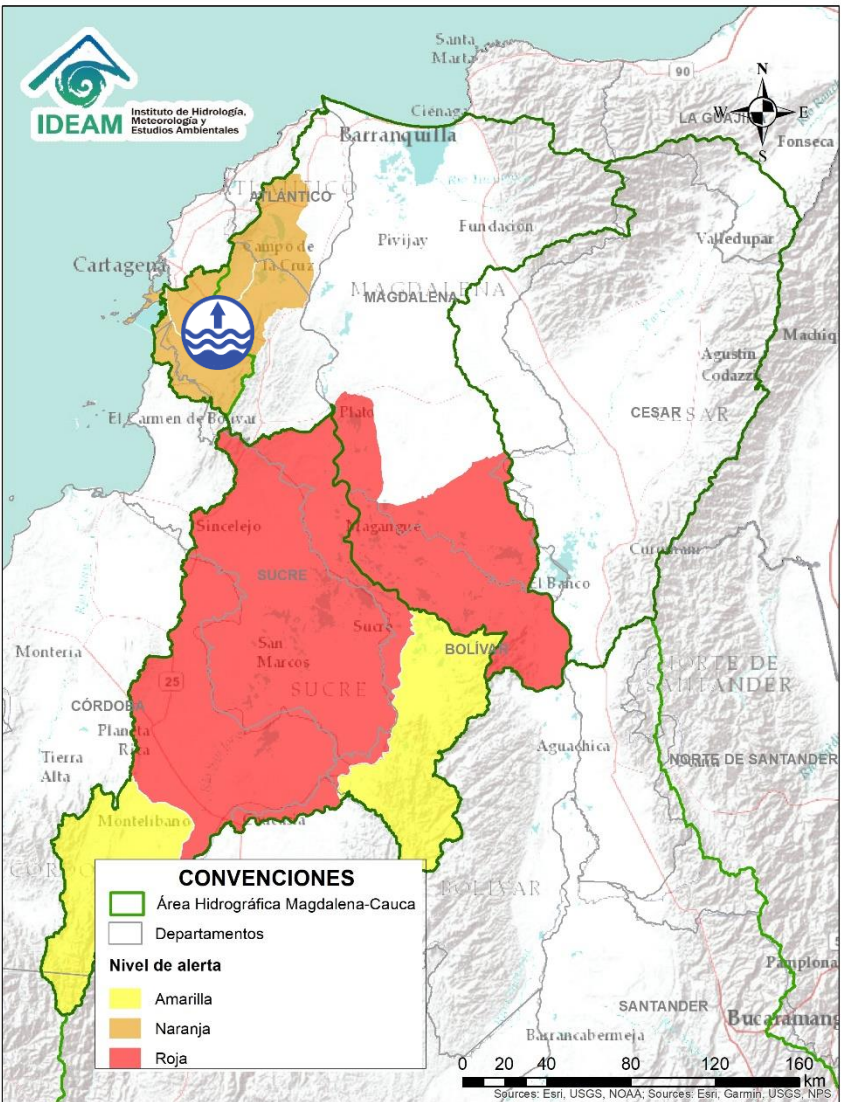 IDEAM
Instituto de Hidrología,
Meteorología y
Estudios Ambientales
Santa
Marta
90
N
W
E
S
LA GUAJIRA
Fonseca
Ciénaga
Barranquilla
ATLÁNTICO
Campo de
la Cruz
Cartagena
Pivijay
Fundación
Valledupar
MAGDALENA
MAGDALENA
Agustín
Codazzi
El Carmen de Bolívar
Plato
CESAR
CESAR
Sincelejo
Magangue
SUCRE
El Banco
Sucre
BOLÍVAR
San
Marcos
SUCRE
Montería
25
CÓRDOBA
Planeta
Rica
Tierra
Alta
NORTE DE
SANTANDER
Aguachica
NORTE DE SANTANDER
Montelíbano
BOLÍVAR
Pamplona
SANTANDER
Bucaramang
Barrancabermeja
CONVENCIONES
Área Hidrográfica Magdalena-Cauca
Departamentos
Nivel de alerta
Amarilla
Naranja
Roja
0 20 40 80 120 160
km
Sources: Esri, USGS, NOAA; Sources: Esri, Garmin, USGS, NPS